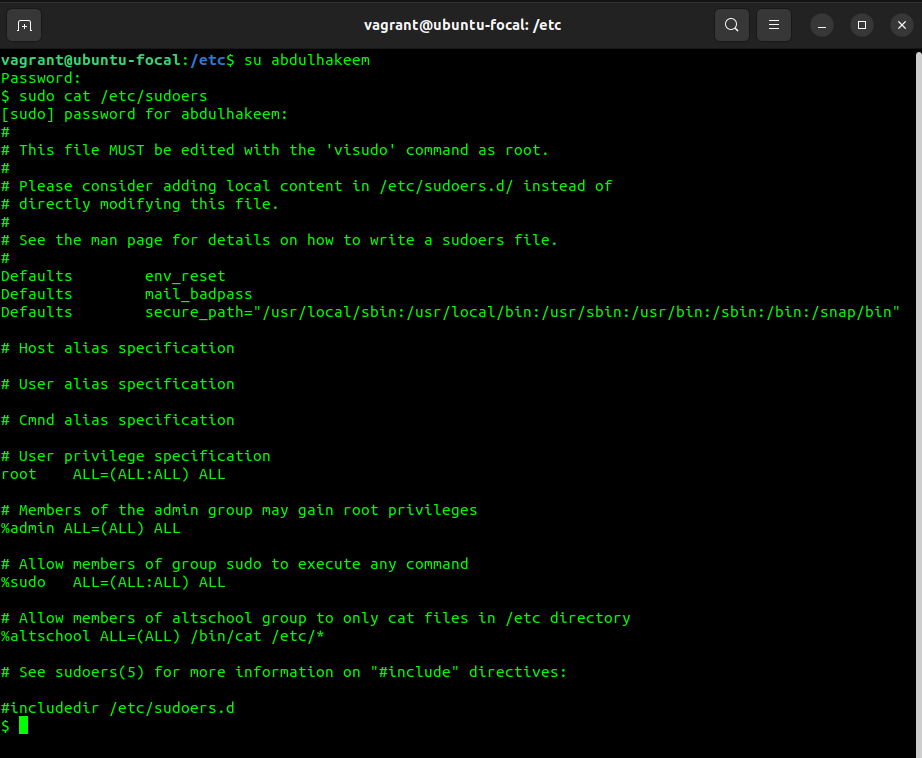 vagrant@ubuntu-focal: /etc
vagrant@ubuntu-focal:/etc$ su abdulhakeem
Password:
$ sudo cat /etc/sudoers
[sudo] password for abdulhakeem:
#
# This file MUST be edited with the 'visudo' command as root.
#
# Please consider adding local content in /etc/sudoers.d/ instead of
# directly modifying this file.
#
# See the man page for details on how to write a sudoers file.
#
Defaults        env_reset
Defaults        mail_badpass
Defaults        secure_path="/usr/local/sbin:/usr/local/bin:/usr/sbin:/usr/bin:/sbin:/bin:/snap/bin"
# Host alias specification
# User alias specification
# Cmnd alias specification
# User privilege specification
root    ALL=(ALL:ALL) ALL
# Members of the admin group may gain root privileges
%admin ALL=(ALL) ALL
# Allow members of group sudo to execute any command
%sudo   ALL=(ALL:ALL) ALL
# Allow members of altschool group to only cat files in /etc directory
%altschool ALL=(ALL) /bin/cat /etc/*
# See sudoers(5) for more information on "#include" directives:
#includedir /etc/sudoers.d
$